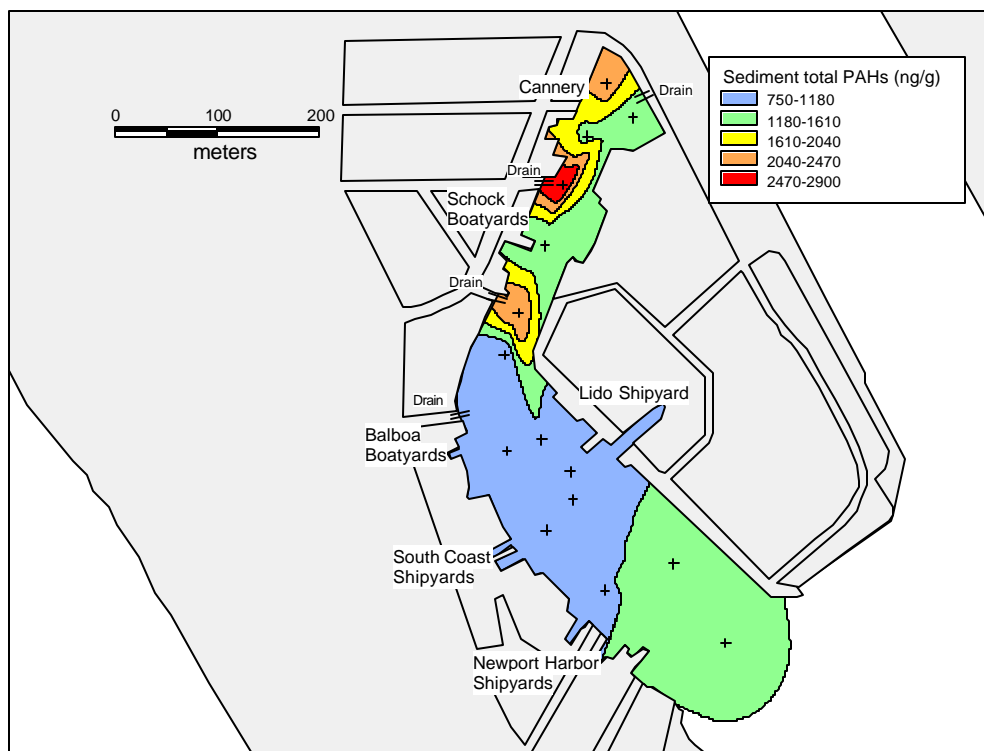 Cannery
Drain
Sediment total PAHs (ng/g)
750-1180
1180-1610
1610-2040
2040-2470
2470-2900
0 100 200
meters
Drain
Schock
Boatyards
Drain
Lido Shipyard
Drain
Balboa
Boatyards
South Coast
Shipyards
Newport Harbor
Shipyards